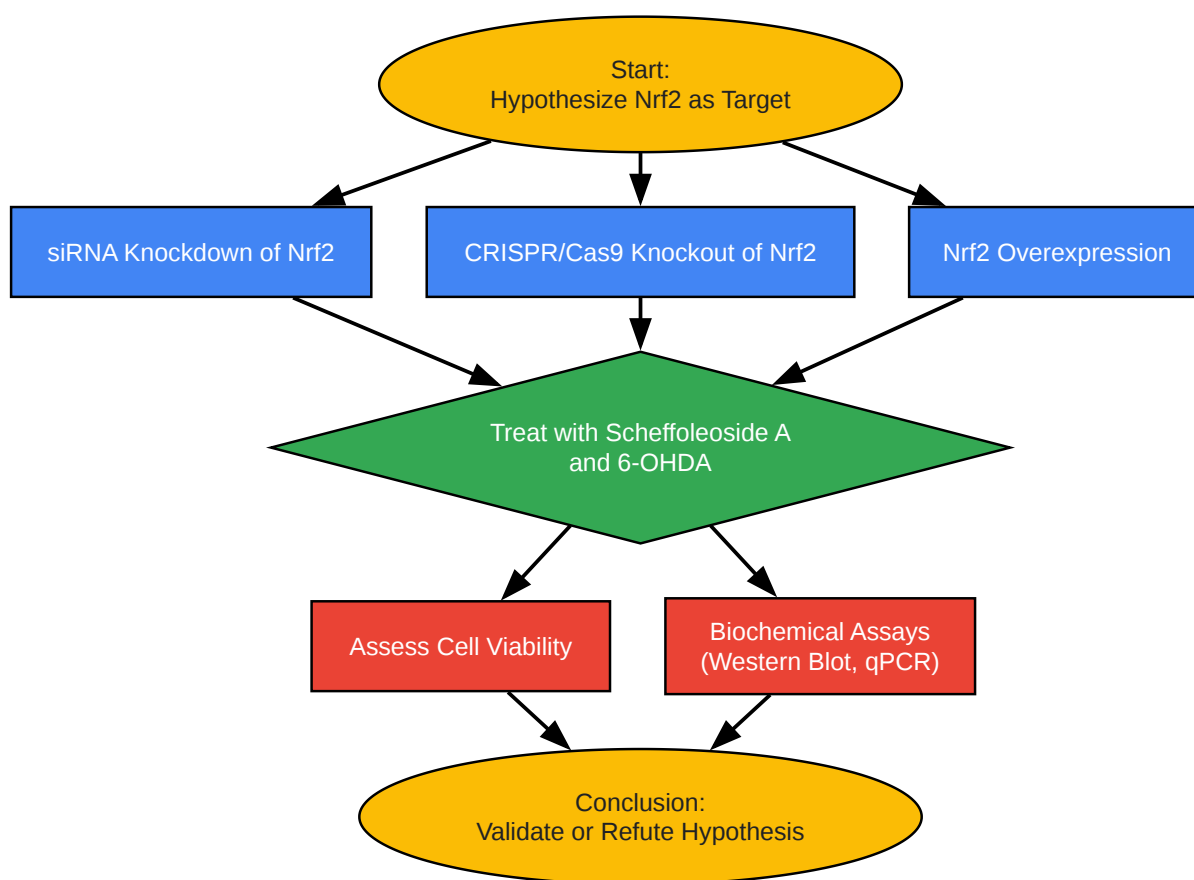 Start:
Hypothesize Nrf2 as Target
siRNA Knockdown of Nrf2
CRISPR/Cas9 Knockout of Nrf2
Nrf2 Overexpression
Treat with Scheffoleoside A
and 6-OHDA
Assess Cell Viability
Biochemical Assays
(Western Blot, qPCR)
Conclusion:
Validate or Refute Hypothesis